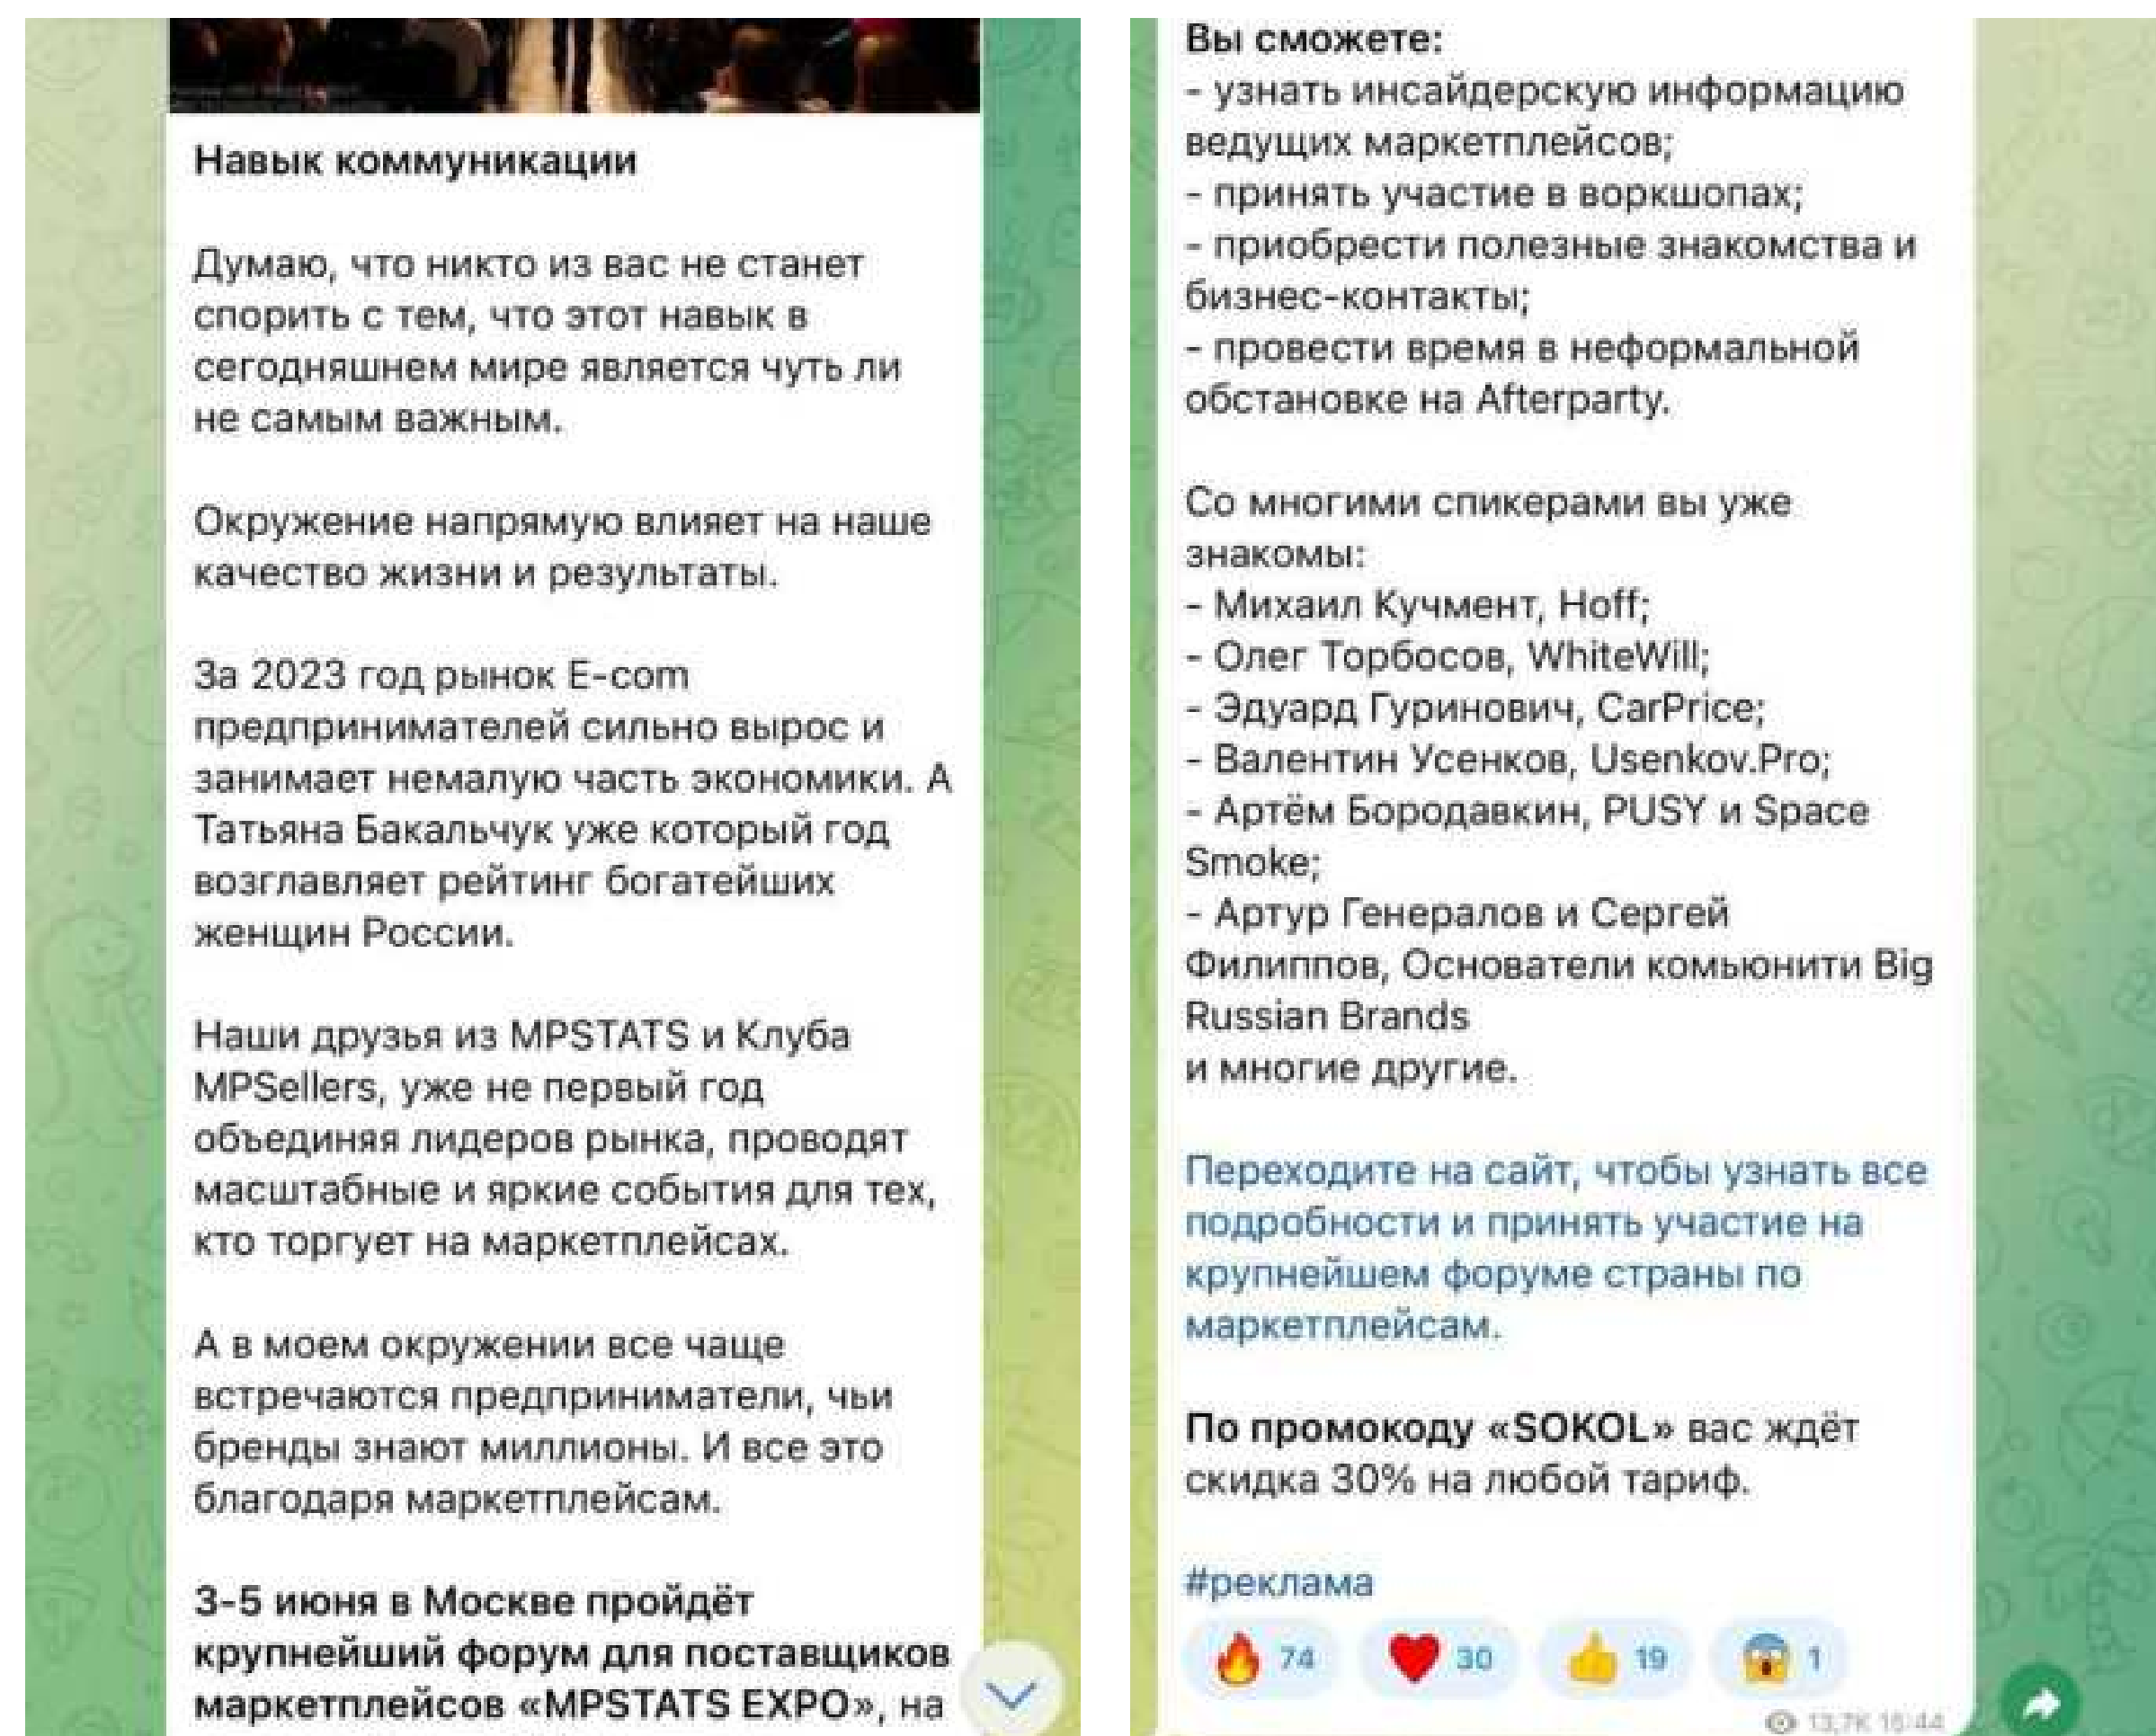 Навык коммуникации
Думаю, что никто из вас не станет
спорить с тем, что этот навык в
сегодняшнем мире является чуть ли
не самым важным.
Окружение напрямую влияет на наше
качество жизни и результаты.
За 2023 год рынок E-com
предпринимателей сильно вырос и
занимает немалую часть экономики. А
Татьяна Бакальчук уже который год
возглавляет рейтинг богатейших
женщин России.
Наши друзья из MPSTATS и Клуба
MPSellers, уже не первый год
объединяя лидеров рынка, проводят
масштабные и яркие события для тех,
кто торгует на маркетплейсах.
А в моем окружении все чаще
встречаются предприниматели, чьи
бренды знают миллионы. И все это
благодаря маркетплейсам.
3-5 июня в Москве пройдёт
крупнейший форум для поставщиков
маркетплейсов «MPSTATS EXPO», на
Вы сможете:
- узнать инсайдерскую информацию
ведущих маркетплейсов;
- принять участие в воркшопах;
- приобрести полезные знакомства и
бизнес-контакты;
- провести время в неформальной
обстановке на Afterparty.
Со многими спикерами вы уже
знакомы:
- Михаил Кучмент, Hoff;
- Олег Торбосов, WhiteWill;
- Эдуард Гуринович, CarPrice;
- Валентин Усенков, Usenkov.Pro;
- Артём Бородавкин, PUSY и Space
Smoke;
- Артур Генералов и Сергей
Филиппов, Основатели комьюнити Big
Russian Brands
и многие другие.
Переходите на сайт, чтобы узнать все
подробности и принять участие на
крупнейшем форуме страны по
маркетплейсам.
По промокоду «SOKOL» вас ждёт
скидка 30% на любой тариф.
#реклама
74 30 19 1
13,7K 15:44